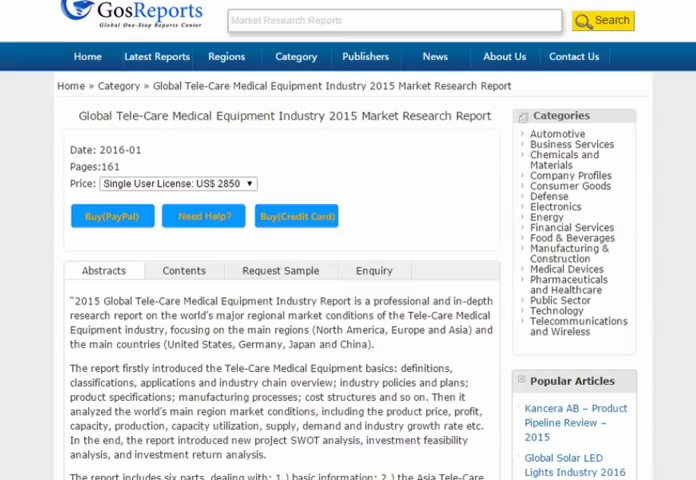 GosReports
Global One-Stop Reports Center
Market Research Reports
Search
Home Latest Reports Regions Category Publishers News About Us Contact Us
Home » Category » Global Tele-Care Medical Equipment Industry 2015 Market Research Report
Global Tele-Care Medical Equipment Industry 2015 Market Research Report
Date: 2016-01
Pages:161
Price: Single User License: US$ 2850
Buy(PayPal) Need Help? Buy(Credit Card)
Abstracts Contents Request Sample Enquiry
"2015 Global Tele-Care Medical Equipment Industry Report is a professional and in-depth
research report on the world's major regional market conditions of the Tele-Care Medical
Equipment industry, focusing on the main regions (North America, Europe and Asia) and
the main countries (United States, Germany, Japan and China).
The report firstly introduced the Tele-Care Medical Equipment basics: definitions,
classifications, applications and industry chain overview; industry policies and plans;
product specifications; manufacturing processes; cost structures and so on. Then it
analyzed the world's main region market conditions, including the product price, profit,
capacity, production, capacity utilization, supply, demand and industry growth rate etc.
In the end, the report introduced new project SWOT analysis, investment feasibility
analysis, and investment return analysis.
The report includes six parts, dealing with: 1.) basic information; 2.) the Asia Tele-Care
Categories
Automotive
Business Services
Chemicals and
Materials
Company Profiles
Consumer Goods
Defense
Electronics
Energy
Financial Services
Food & Beverages
Manufacturing &
Construction
Medical Devices
Pharmaceuticals
and Healthcare
Public Sector
Technology
Telecommunications
and Wireless
Popular Articles
Kancera AB – Product
Pipeline Review –
2015
Global Solar LED
Lights Industry 2016